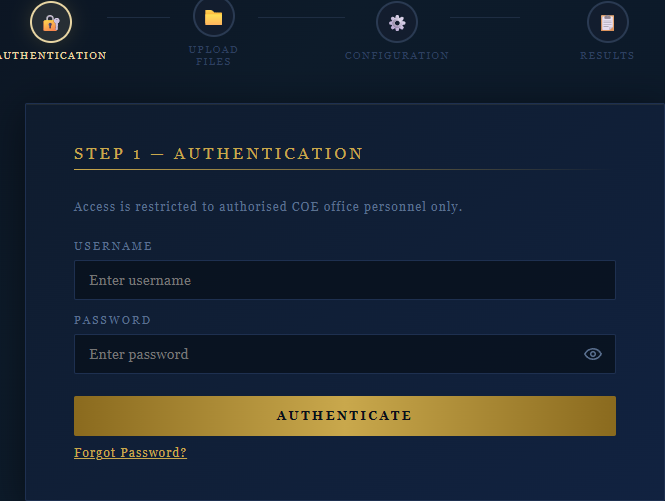 AUTHENTICATION
UPLOAD
FILES
CONFIGURATION
RESULTS
STEP 1 — AUTHENTICATION
Access is restricted to authorised COE office personnel only.
USERNAME
Enter username
PASSWORD
Enter password
AUTHENTICATE
Forgot Password?